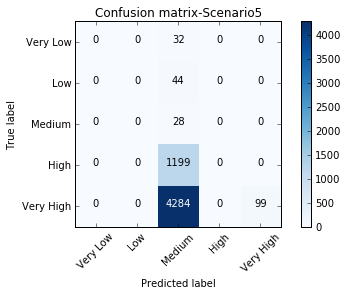 Confusion matrix-Scenario5
True label
Very Low 0 0 32 0 0
Low 0 0 44 0 0
Medium 0 0 28 0 0
High 0 0 1199 0 0
Very High 0 0 4284 0 99
Very Low Low Medium High Very High
Predicted label
4000
3500
3000
2500
2000
1500
1000
500
0